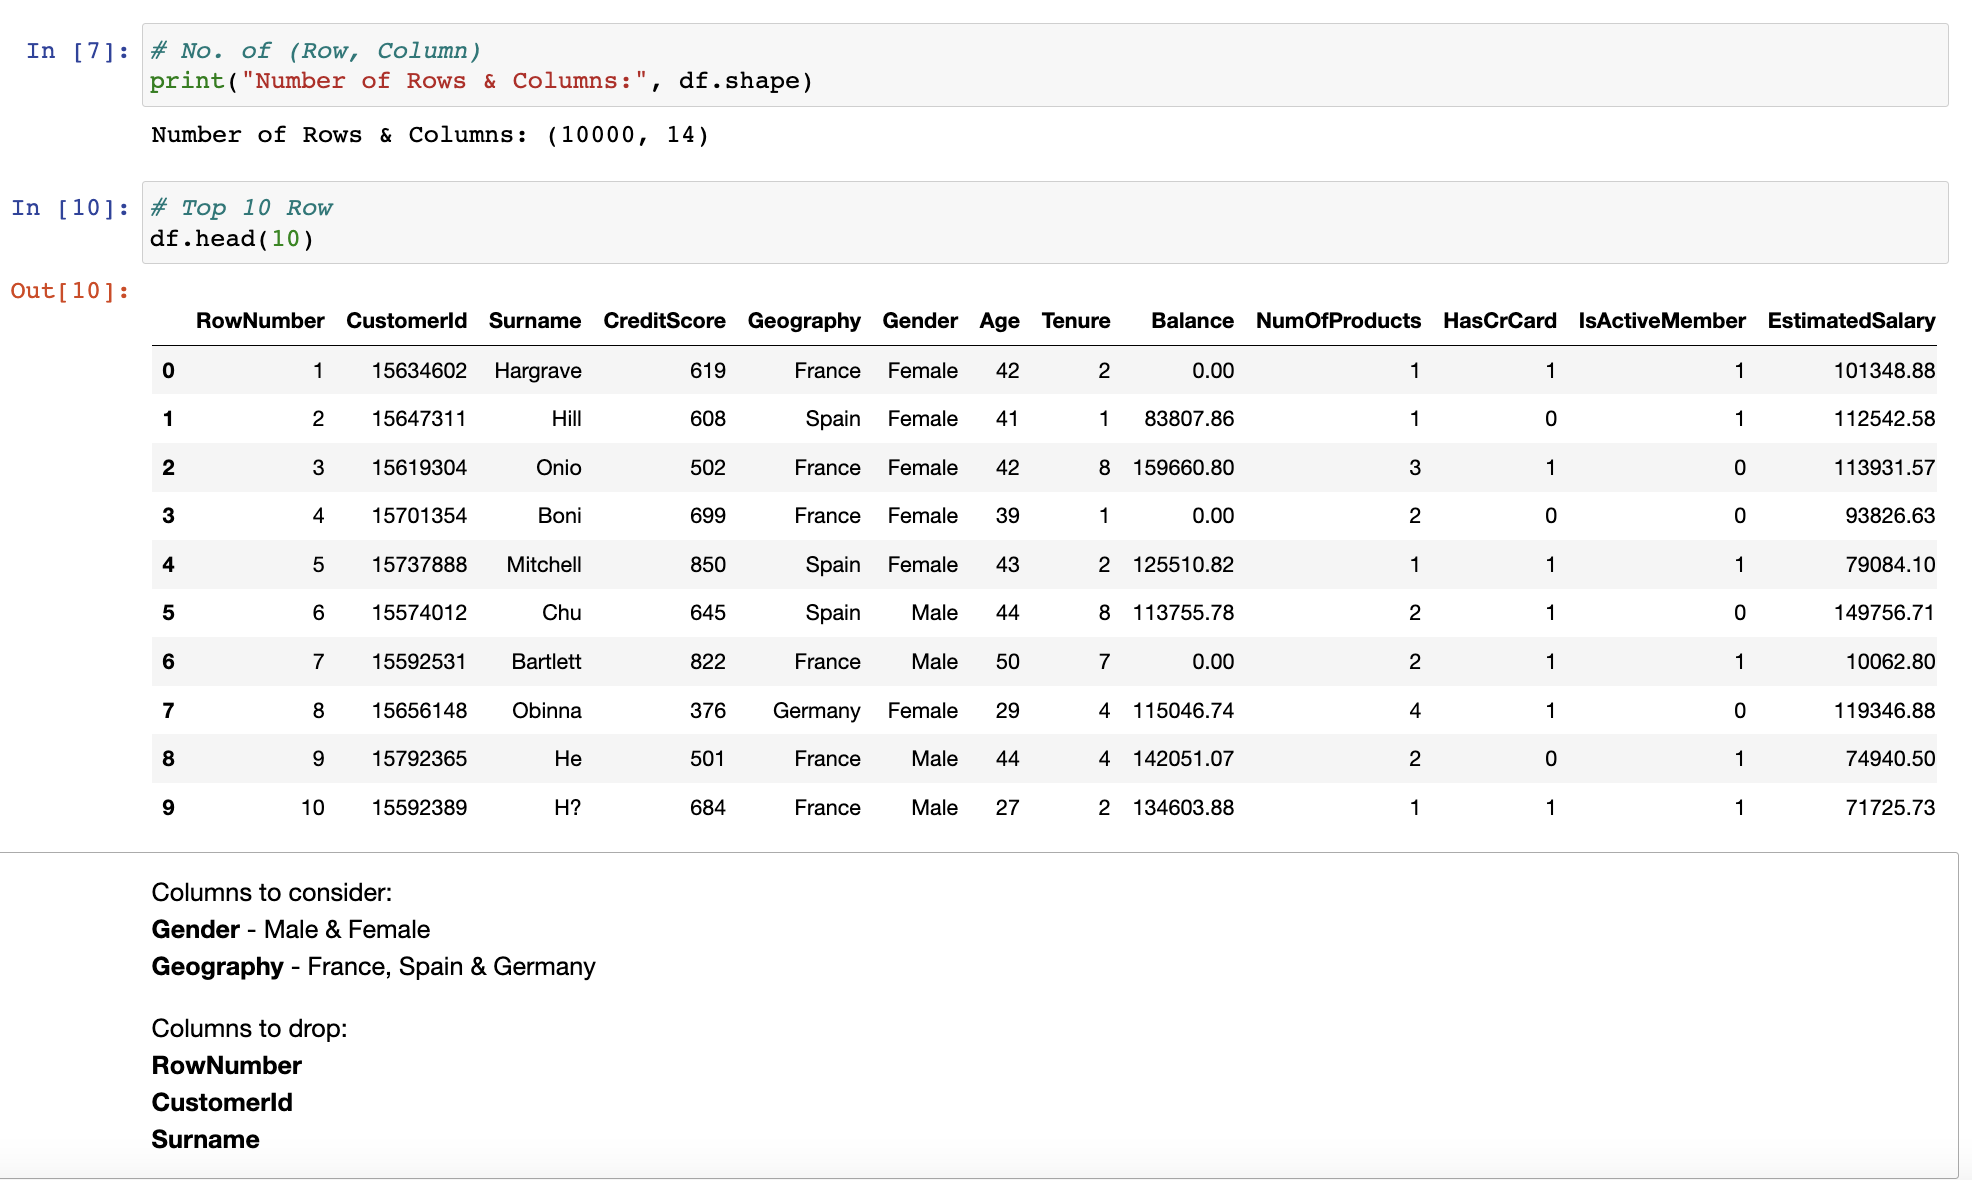 In [7]: # No. of (Row, Column)
print("Number of Rows & Columns:", df.shape)
Number of Rows & Columns: (10000, 14)
In [10]: # Top 10 Row
df.head(10)
Out[10]:
RowNumber CustomerId Surname CreditScore Geography Gender Age Tenure Balance NumOfProducts HasCrCard IsActiveMember EstimatedSalary
0 1 15634602 Hargrave 619 France Female 42 2 0.00 1 1 1 101348.88
1 2 15647311 Hill 608 Spain Female 41 1 83807.86 1 0 1 112542.58
2 3 15619304 Onio 502 France Female 42 8 159660.80 3 1 0 113931.57
3 4 15701354 Boni 699 France Female 39 1 0.00 2 0 0 93826.63
4 5 15737888 Mitchell 850 Spain Female 43 2 125510.82 1 1 1 79084.10
5 6 15574012 Chu 645 Spain Male 44 8 113755.78 2 1 0 149756.71
6 7 15592531 Bartlett 822 France Male 50 7 0.00 2 1 1 10062.80
7 8 15656148 Obinna 376 Germany Female 29 4 115046.74 4 1 0 119346.88
8 9 15792365 He 501 France Male 44 4 142051.07 2 0 1 74940.50
9 10 15592389 H? 684 France Male 27 2 134603.88 1 1 1 71725.73
Columns to consider:
Gender - Male & Female
Geography - France, Spain & Germany
Columns to drop:
RowNumber
CustomerId
Surname